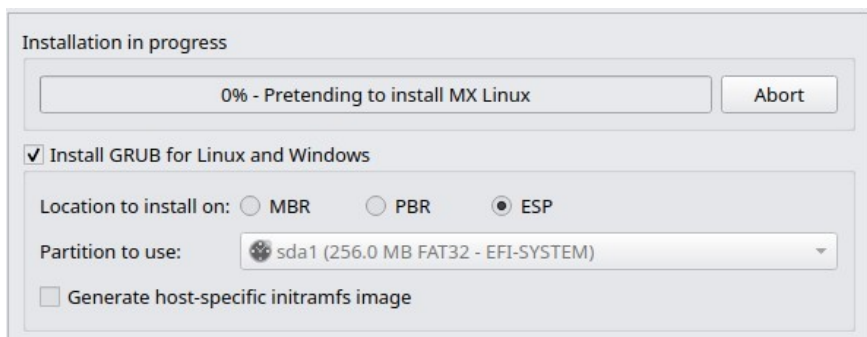 Installation in progress
0% - Pretending to install MX Linux Abort
Install GRUB for Linux and Windows
Location to install on: MBR PBR ESP
Partition to use: sda1 (256.0 MB FAT32 - EFI-SYSTEM)
Generate host-specific initramfs image